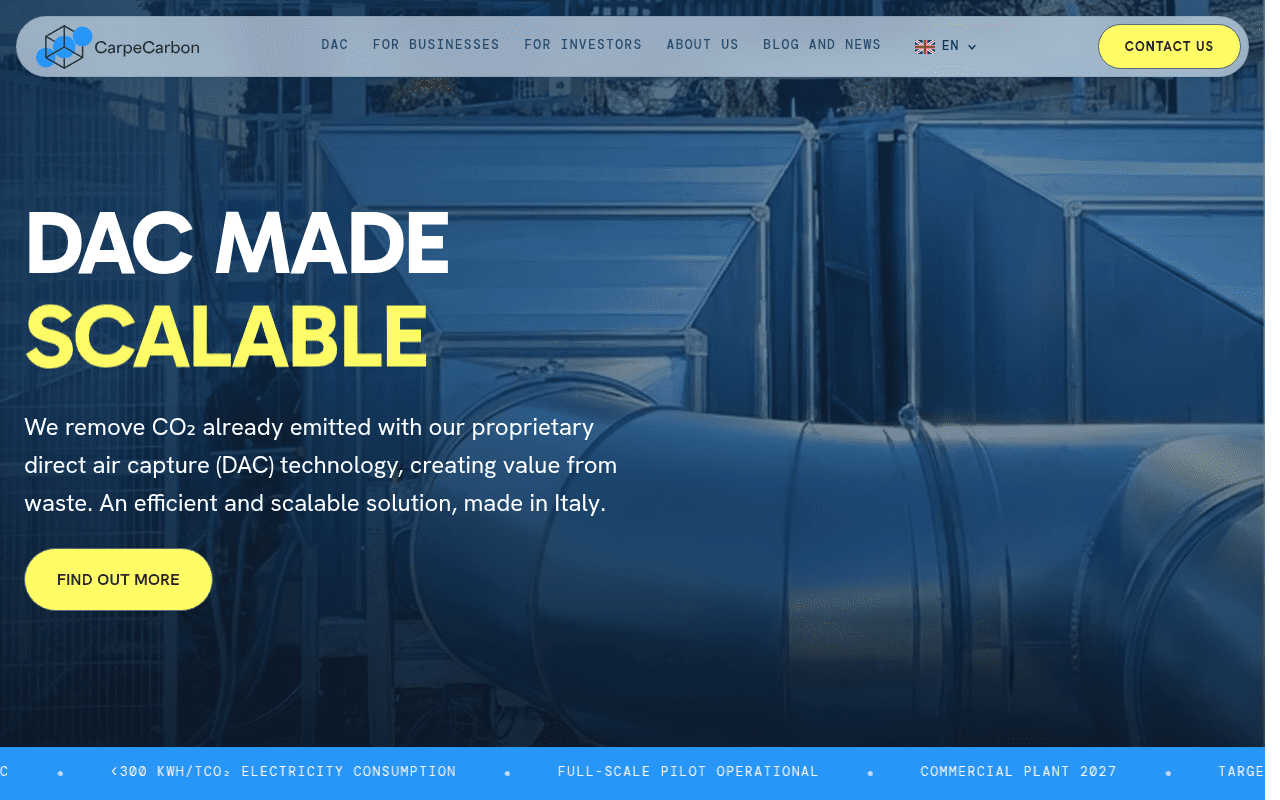 CarpeCarbon
DAC FOR BUSINESSES FOR INVESTORS ABOUT US BLOG AND NEWS EN
CONTACT US
DAC MADE
SCALABLE
We remove CO₂ already emitted with our proprietary
direct air capture (DAC) technology, creating value from
waste. An efficient and scalable solution, made in Italy.
FIND OUT MORE
C • <300 KWH/TCO₂ ELECTRICITY CONSUMPTION • FULL-SCALE PILOT OPERATIONAL • COMMERCIAL PLANT 2027 • TARGE